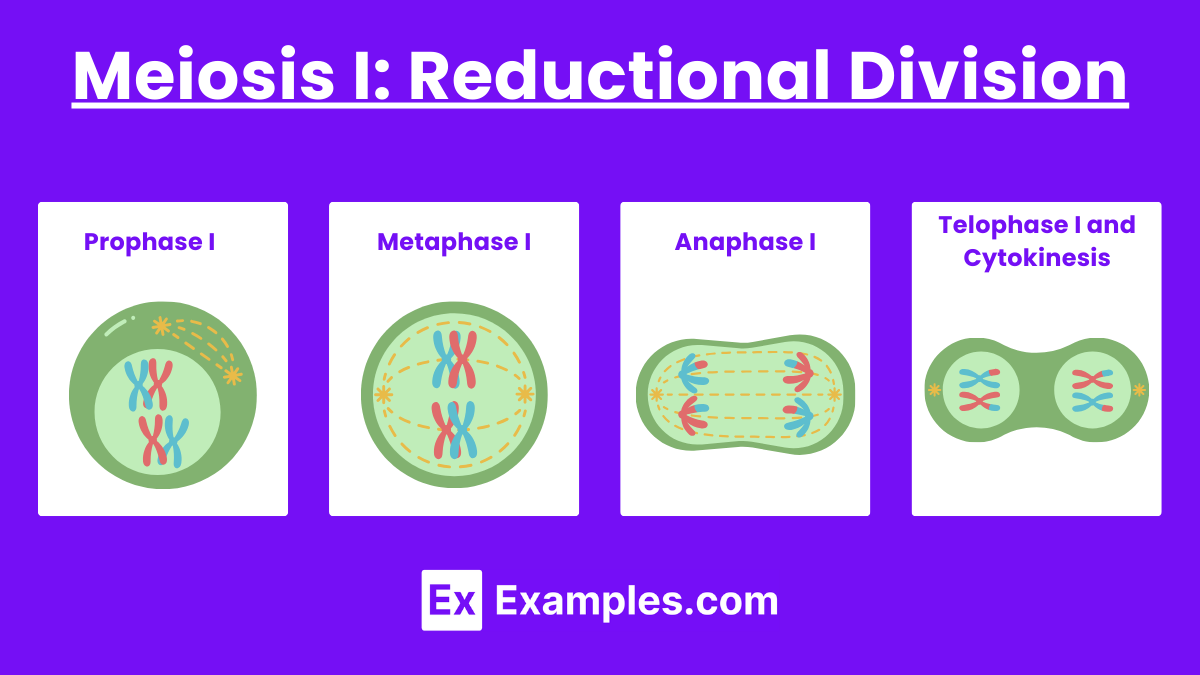 Meiosis I: Reductional Division
Prophase I
Metaphase I
Anaphase I
Telophase I and
Cytokinesis
Ex Examples.com